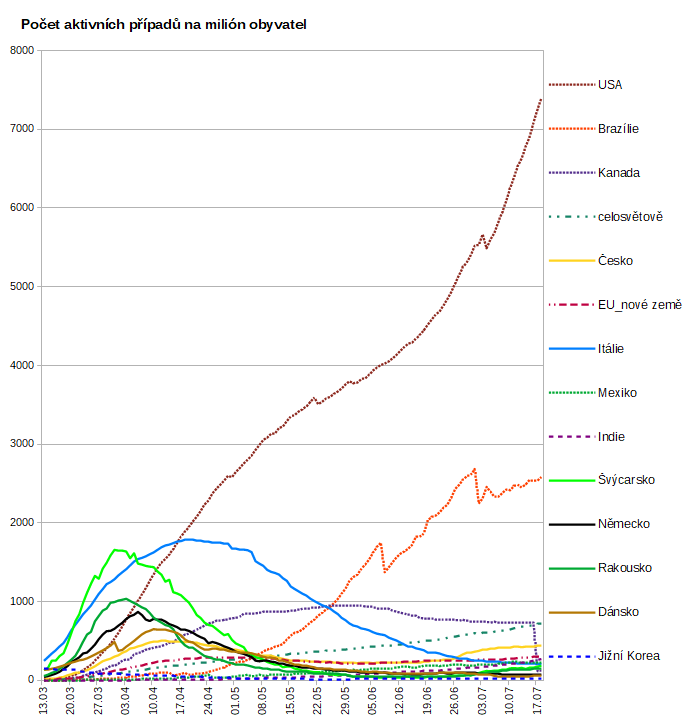 Počet aktivních případů na milión obyvatel
8000
7000
6000
5000
4000
3000
2000
1000
0
USA
Brazílie
Kanada
celosvětově
Česko
EU_nové země
Itálie
Mexiko
Indie
Švýcarsko
Německo
Rakousko
Dánsko
Jižní Korea
13.03
20.03
27.03
03.04
10.04
17.04
24.04
01.05
08.05
15.05
22.05
29.05
05.06
12.06
19.06
26.06
03.07
10.07
17.07